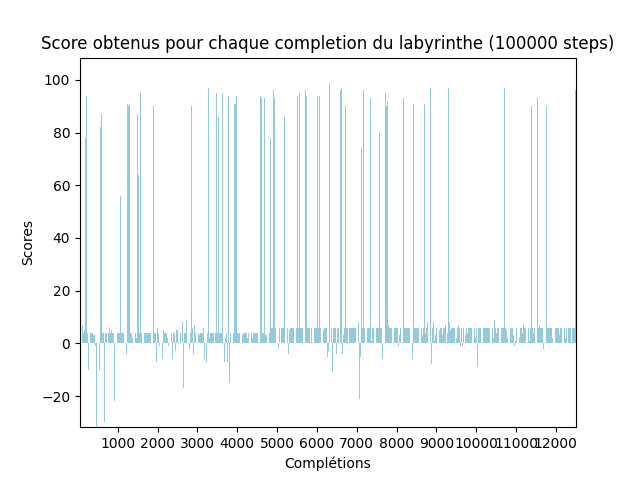 Score obtenus pour chaque completion du labyrinthe (100000 steps)
100
80
60
40
20
0
−20
Scores
1000 2000 3000 4000 5000 6000 7000 8000 9000 10000 11000 12000
Complétions